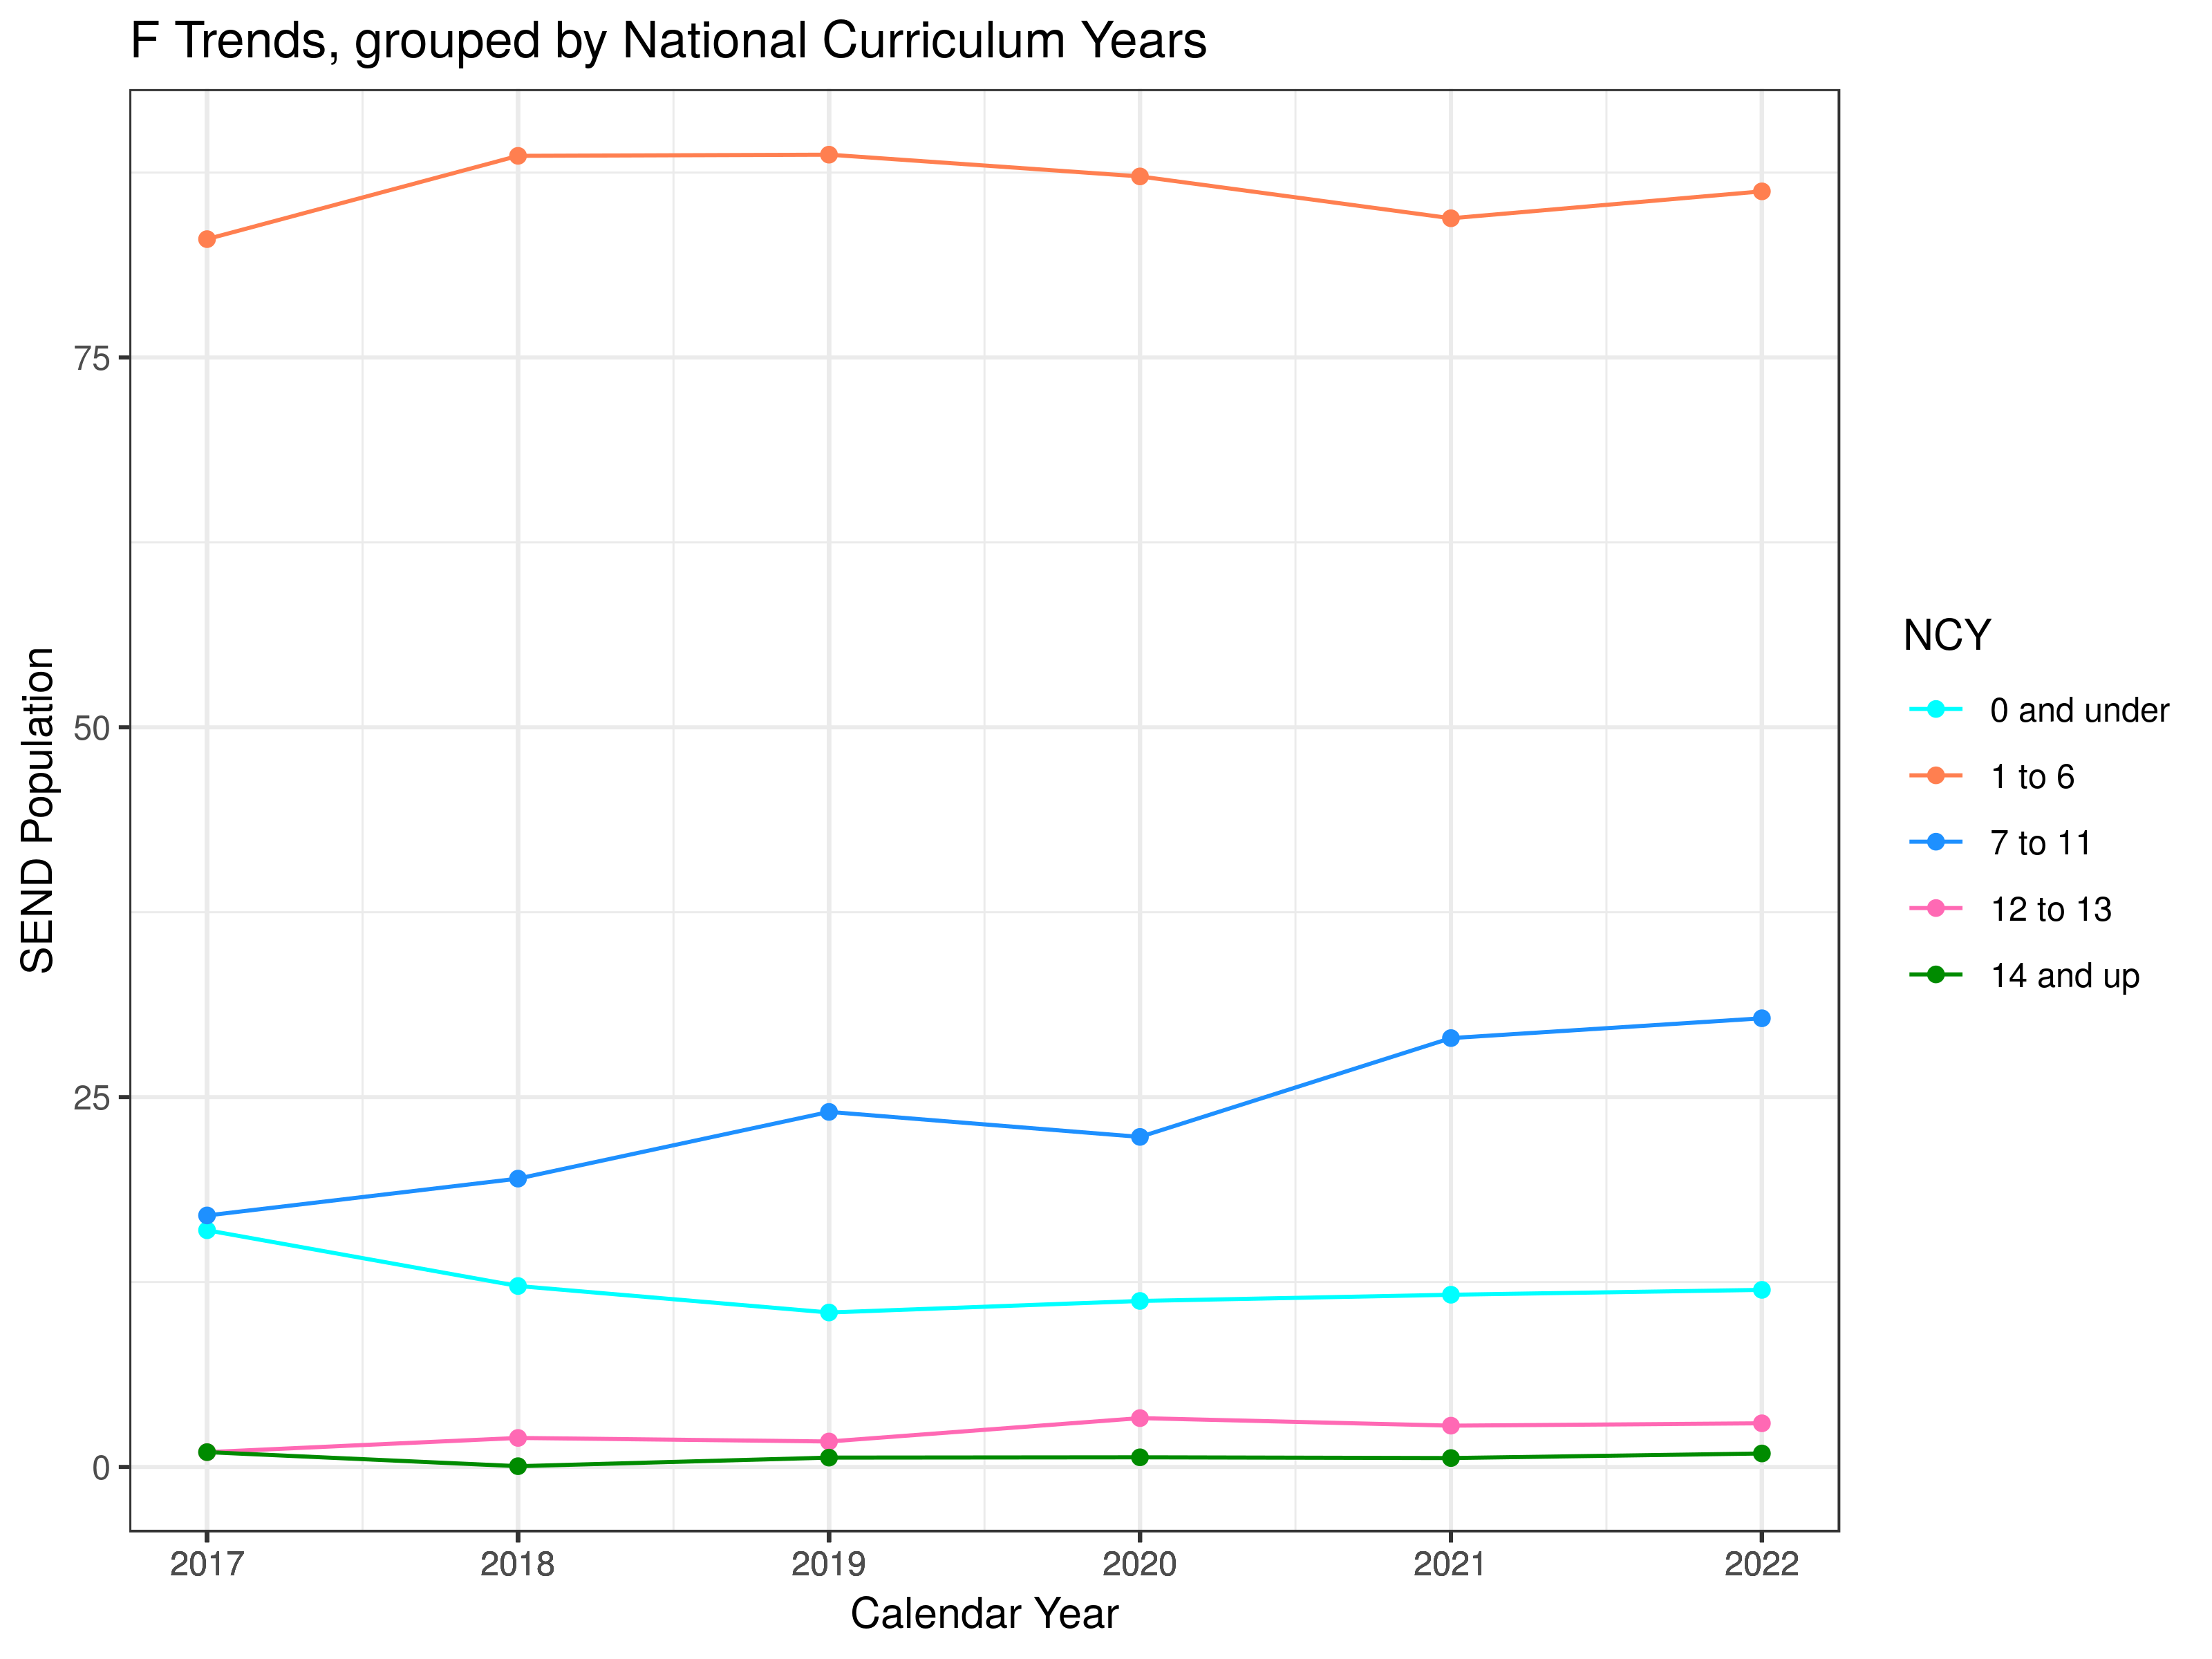 F Trends, grouped by National Curriculum Years
75
50
25
0
SEND Population
2017 2018 2019 2020 2021 2022
Calendar Year
NCY
0 and under
1 to 6
7 to 11
12 to 13
14 and up